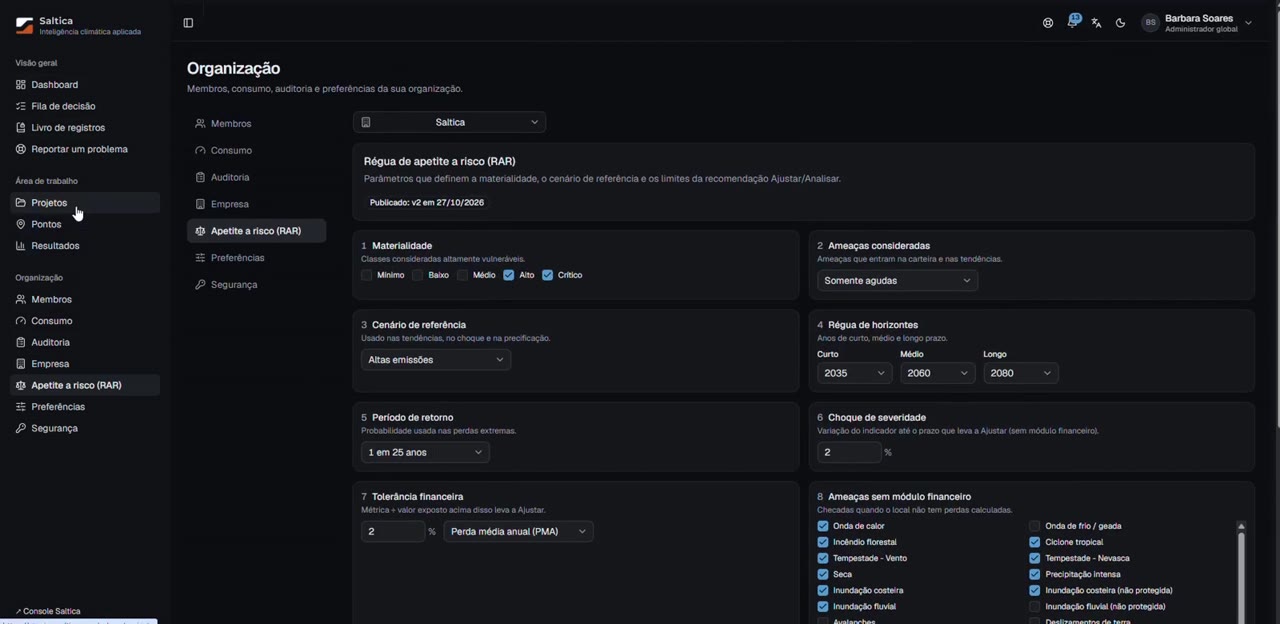 Saltica
Inteligência climática aplicada
13
BS
Barbara Soares
Administrador global
Visão geral
Dashboard
Fila de decisão
Livro de registros
Reportar um problema
Área de trabalho
Projetos
Pontos
Resultados
Organização
Membros
Consumo
Auditoria
Empresa
Apetite a risco (RAR)
Preferências
Segurança
↗ Console Saltica
Organização
Membros, consumo, auditoria e preferências da sua organização.
Membros
Consumo
Auditoria
Empresa
Apetite a risco (RAR)
Preferências
Segurança
Saltica
Régua de apetite a risco (RAR)
Parâmetros que definem a materialidade, o cenário de referência e os limites da recomendação Ajustar/Analisar.
Publicado: v2 em 27/10/2026
1 Materialidade
Classes consideradas altamente vulneráveis.
Mínimo Baixo Médio Alto Crítico
2 Ameaças consideradas
Ameaças que entram na carteira e nas tendências.
Somente agudas
3 Cenário de referência
Usado nas tendências, no choque e na precificação.
Altas emissões
4 Régua de horizontes
Anos de curto, médio e longo prazo.
Curto Médio Longo
2035 2060 2080
5 Período de retorno
Probabilidade usada nas perdas extremas.
1 em 25 anos
6 Choque de severidade
Variação do indicador até o prazo que leva a Ajustar (sem módulo financeiro).
2 %
7 Tolerância financeira
Métrica ÷ valor exposto acima disso leva a Ajustar.
2 % Perda média anual (PMA)
8 Ameaças sem módulo financeiro
Checadas quando o local não tem perdas calculadas.
Onda de calor Onda de frio / geada
Incêndio florestal Ciclone tropical
Tempestade - Vento Tempestade - Nevasca
Seca Precipitação intensa
Inundação costeira Inundação costeira (não protegida)
Inundação fluvial Inundação fluvial (não protegida)
Avalanches Deslizamentos de terra